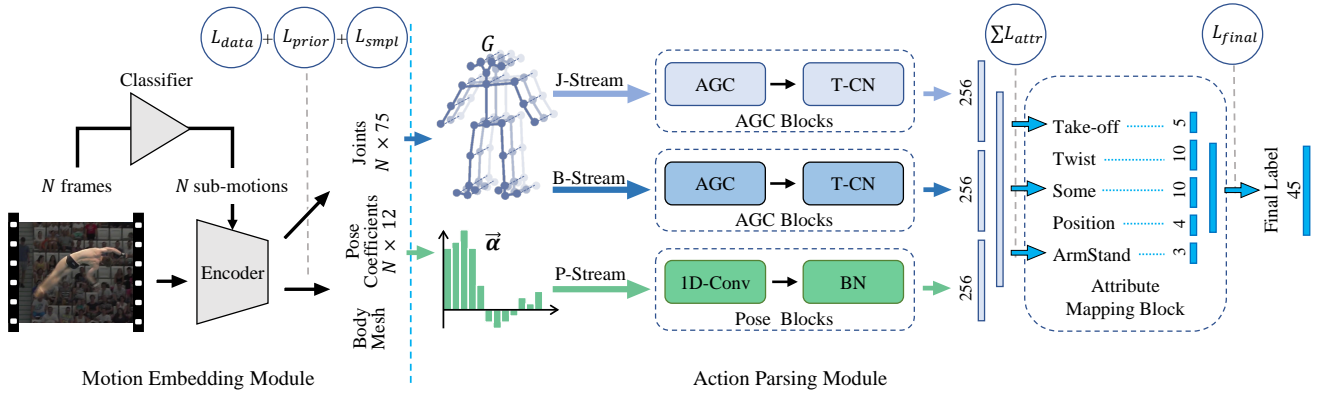 L_data + L_prior + L_smpl
Classifier
N frames
N sub-motions
Encoder
Joints
N × 75
Pose
Coefficients
N × 12
Body
Mesh
Motion Embedding Module
G
α⃗
J-Stream
AGC
T-CN
AGC Blocks
B-Stream
AGC
T-CN
AGC Blocks
P-Stream
1D-Conv
BN
Pose Blocks
Action Parsing Module
256
256
256
∑L_attr
Take-off
5
Twist
10
Some
10
Position
4
ArmStand
3
Attribute
Mapping Block
L_final
Final Label
45